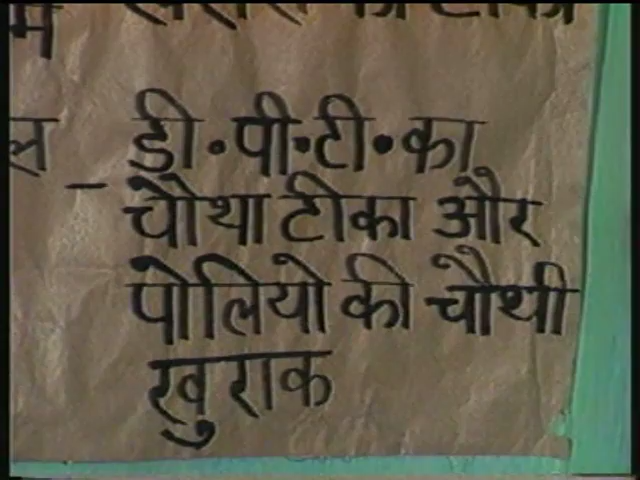 में
ल - डी॰पी॰टी॰का
चौथा टीका और
पोलियो की चौथी
खुराक